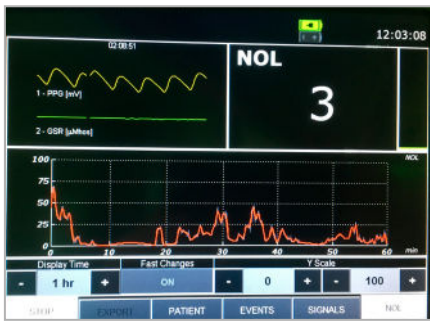 12:03:08
02:08:51
1 - PPG [mV]
2 - GSR [µMhos]
NOL
3
NOL
100
75
50
25
0
0 10 20 30 40 50 60 min
Display Time Fast Changes Y Scale
- 1 hr + ON - 0 + - 100 +
STOP EXPORT PATIENT EVENTS SIGNALS NOL